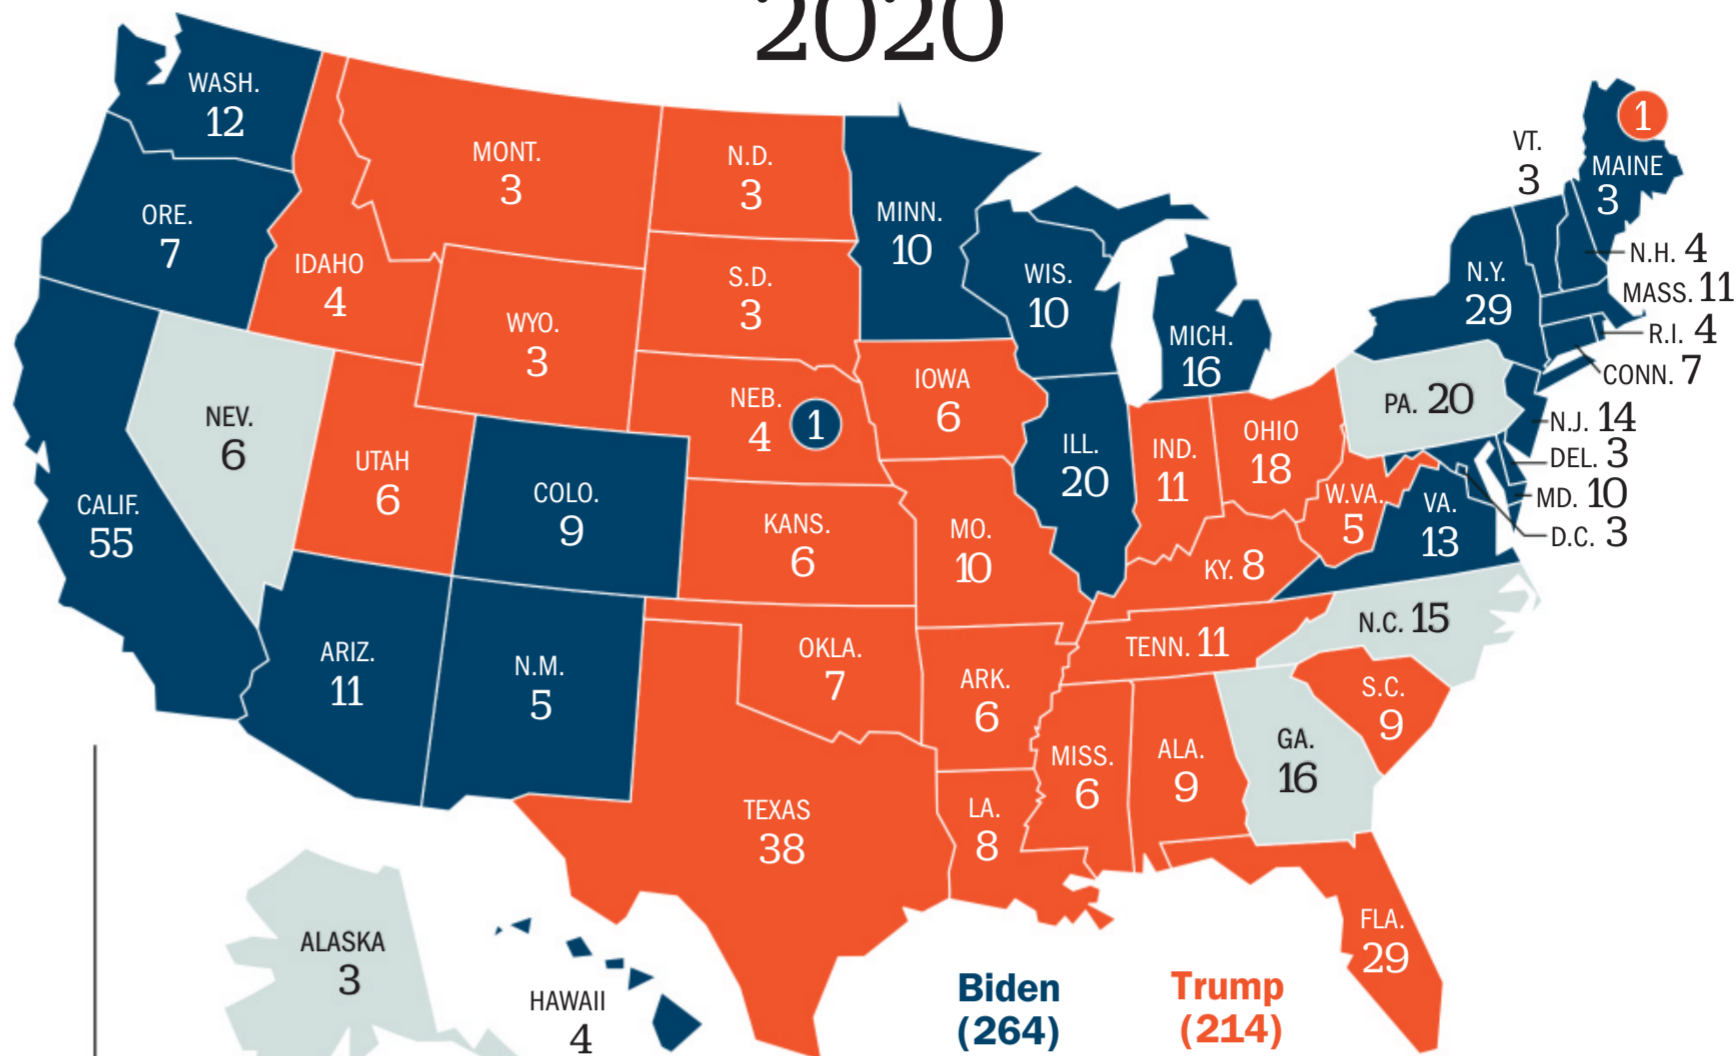 2020
WASH.
12
ORE.
7
CALIF.
55
NEV.
6
IDAHO
4
MONT.
3
WYO.
3
UTAH
6
COLO.
9
ARIZ.
11
N.M.
5
N.D.
3
S.D.
3
NEB.
4
1
KANS.
6
OKLA.
7
TEXAS
38
MINN.
10
IOWA
6
MO.
10
ARK.
6
LA.
8
WIS.
10
ILL.
20
MICH.
16
IND.
11
OHIO
18
KY. 8
TENN. 11
MISS.
6
ALA.
9
GA.
16
FLA.
29
S.C.
9
N.C. 15
W.VA.
5
VA.
13
PA. 20
N.Y.
29
VT.
3
1
MAINE
3
N.H. 4
MASS. 11
R.I. 4
CONN. 7
N.J. 14
DEL. 3
MD. 10
D.C. 3
ALASKA
3
HAWAII
4
Biden
(264)
Trump
(214)